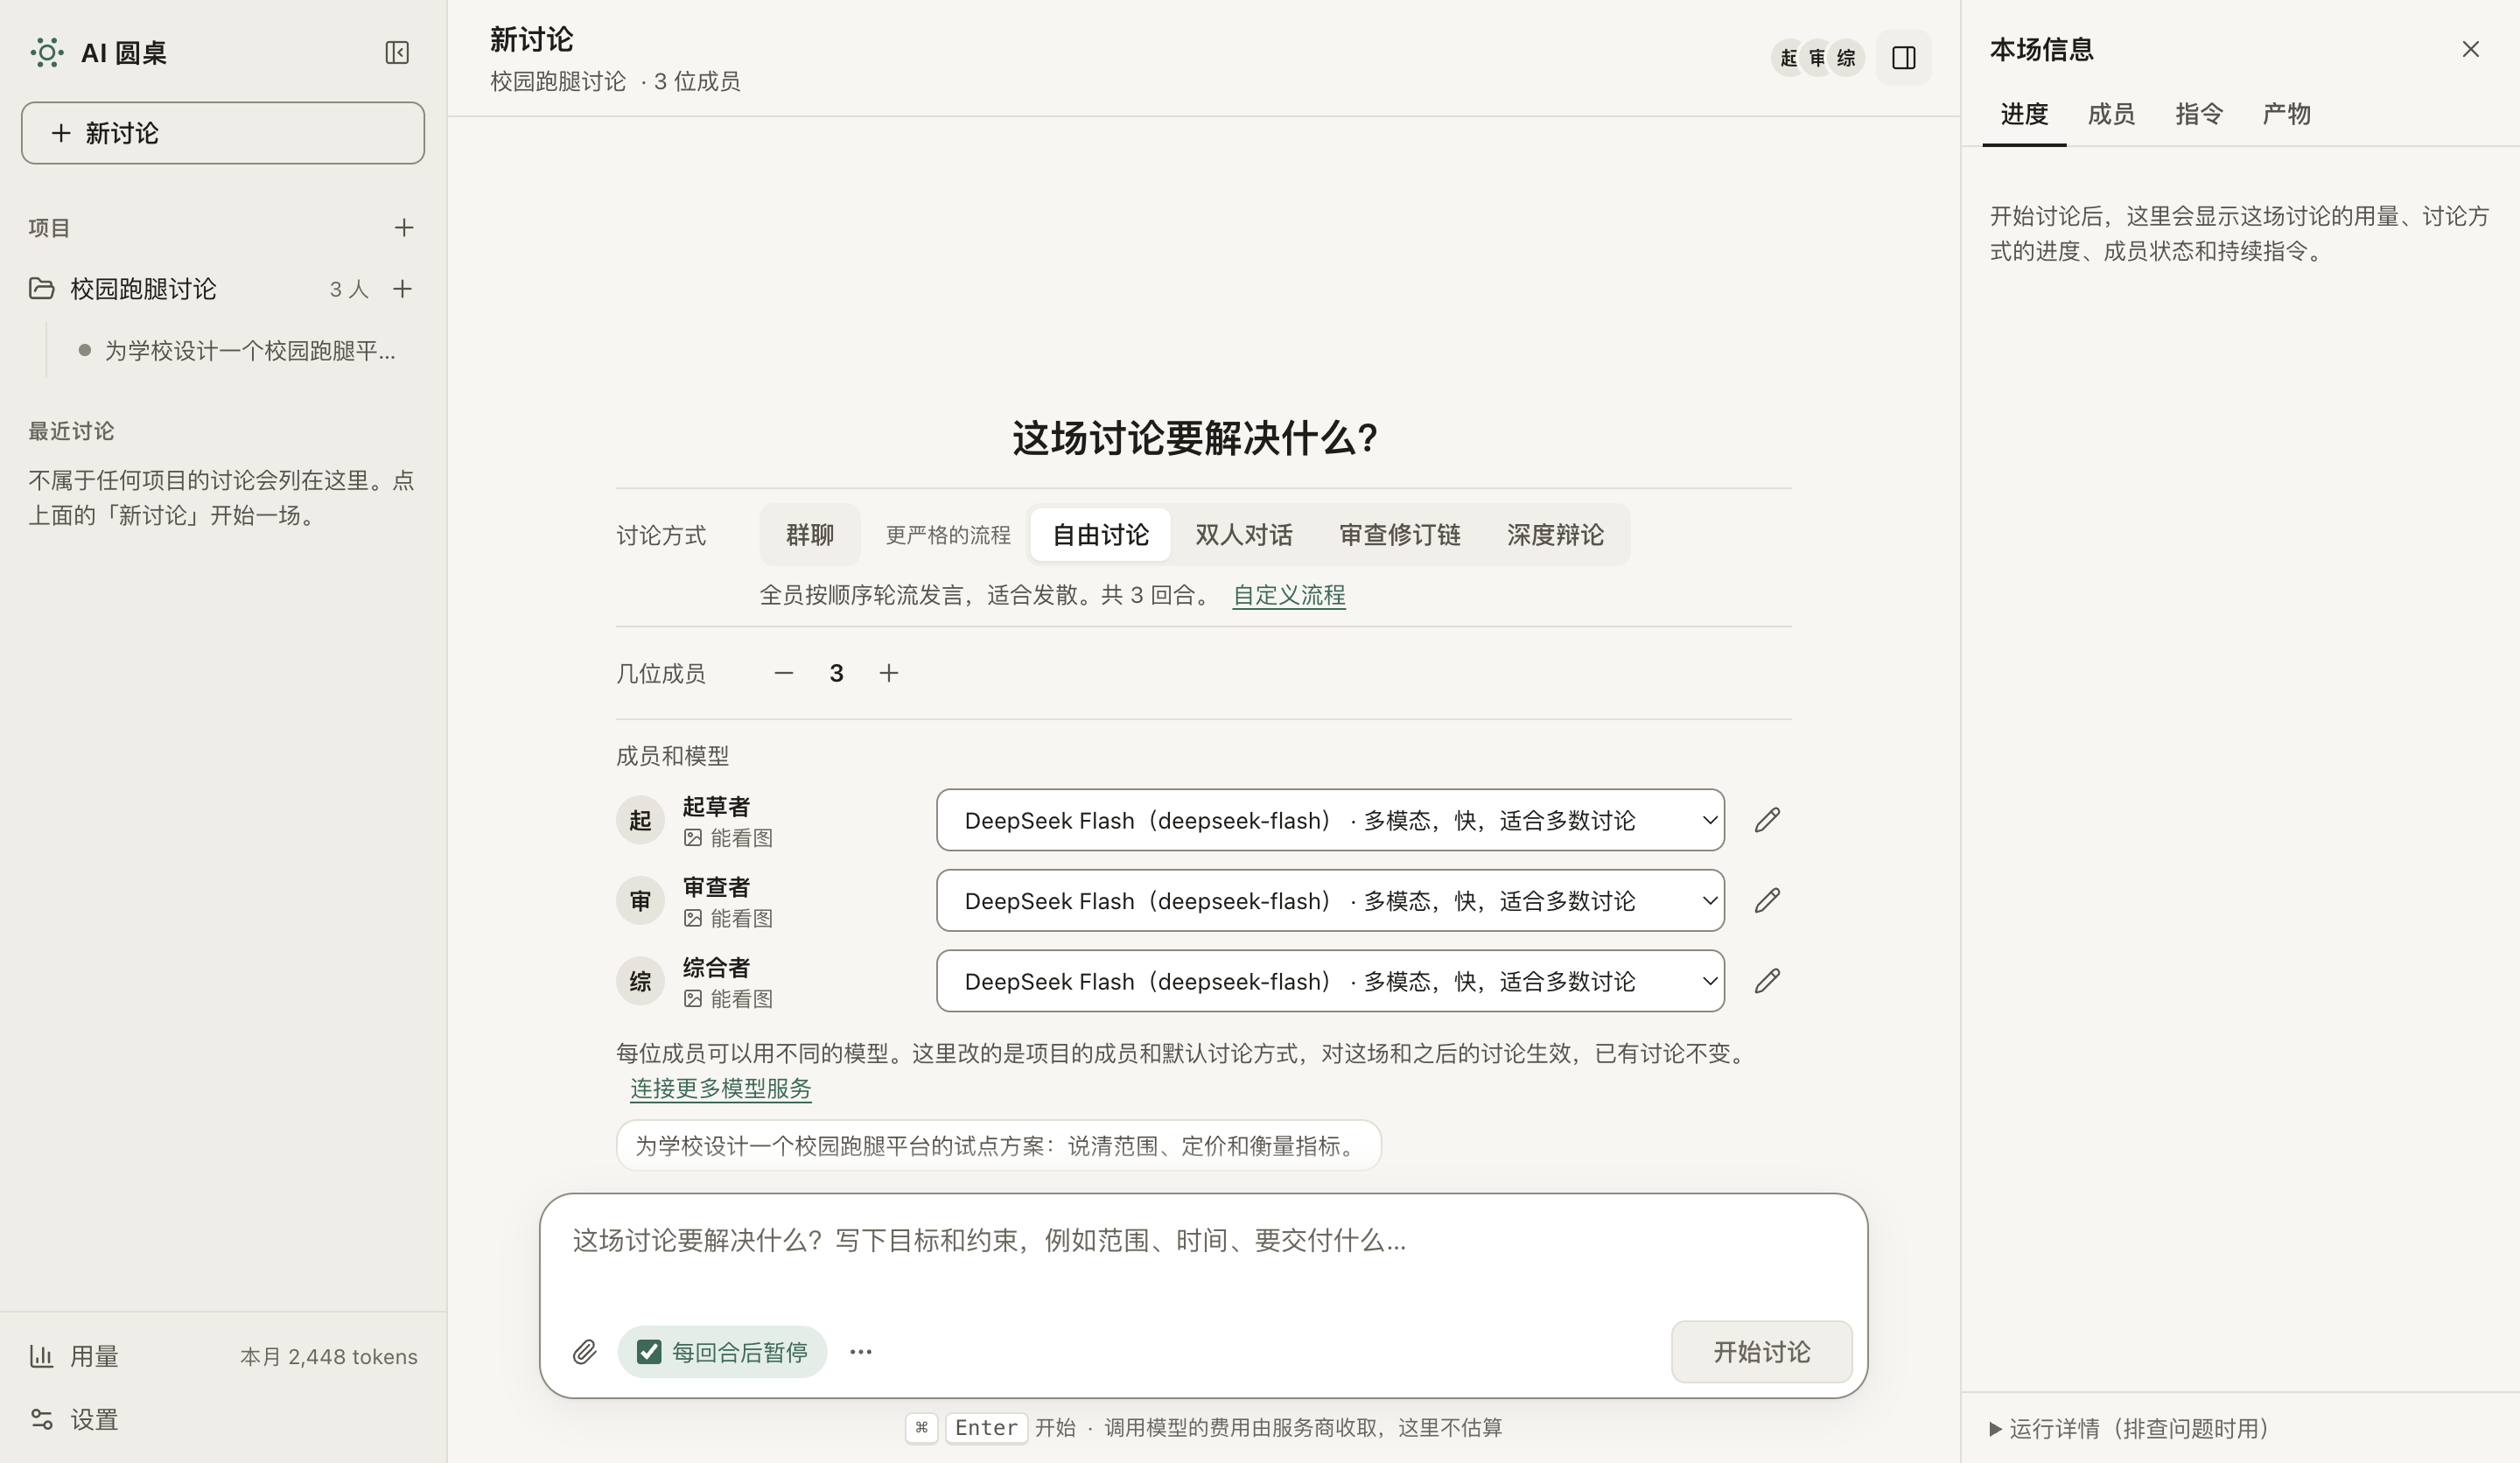 AI 圆桌
新讨论
项目
校园跑腿讨论 3 人
为学校设计一个校园跑腿平...
最近讨论
不属于任何项目的讨论会列在这里。点
上面的「新讨论」开始一场。
用量 本月 2,448 tokens
设置
新讨论
校园跑腿讨论 · 3 位成员
起 审 综
这场讨论要解决什么?
讨论方式 群聊 更严格的流程 自由讨论 双人对话 审查修订链 深度辩论
全员按顺序轮流发言，适合发散。共 3 回合。 自定义流程
几位成员 3
成员和模型
起 起草者
能看图
DeepSeek Flash（deepseek-flash） · 多模态，快，适合多数讨论
审 审查者
能看图
DeepSeek Flash（deepseek-flash） · 多模态，快，适合多数讨论
综 综合者
能看图
DeepSeek Flash（deepseek-flash） · 多模态，快，适合多数讨论
每位成员可以用不同的模型。这里改的是项目的成员和默认讨论方式，对这场和之后的讨论生效，已有讨论不变。
连接更多模型服务
为学校设计一个校园跑腿平台的试点方案：说清范围、定价和衡量指标。
这场讨论要解决什么？写下目标和约束，例如范围、时间、要交付什么...
每回合后暂停 ... 开始讨论
⌘ Enter 开始 · 调用模型的费用由服务商收取，这里不估算
本场信息
进度 成员 指令 产物
开始讨论后，这里会显示这场讨论的用量、讨论方
式的进度、成员状态和持续指令。
运行详情（排查问题时用）